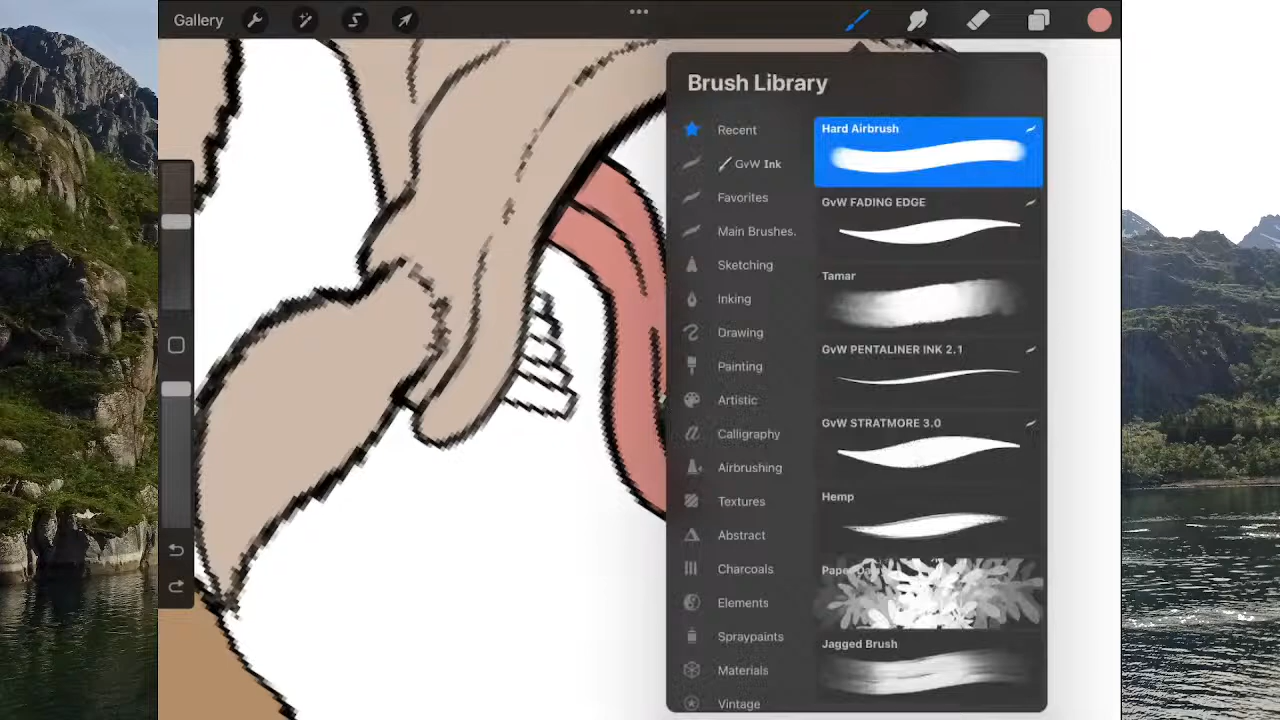 Gallery
Brush Library
Recent
GvW Ink
Favorites
Main Brushes.
Sketching
Inking
Drawing
Painting
Artistic
Calligraphy
Airbrushing
Textures
Abstract
Charcoals
Elements
Spraypaints
Materials
Vintage
Hard Airbrush
GvW FADING EDGE
Tamar
GvW PENTALINER INK 2.1
GvW STRATMORE 3.0
Hemp
Jagged Brush